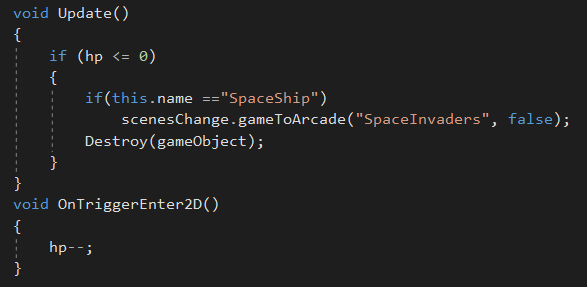 void Update()
{
    if (hp <= 0)
    {
        if(this.name =="SpaceShip")
            scenesChange.gameToArcade("SpaceInvaders", false);
        Destroy(gameObject);
    }
}
void OnTriggerEnter2D()
{
    hp--;
}